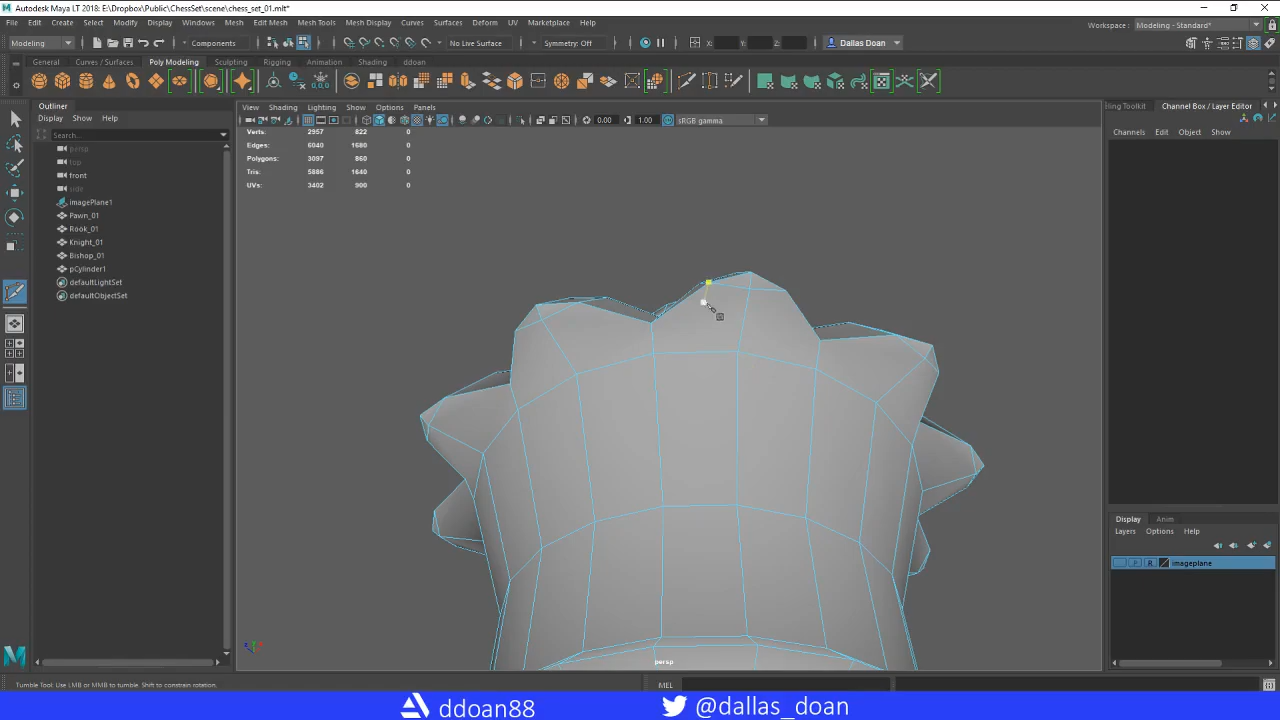 Autodesk Maya LT 2018: E:\Dropbox\Public\ChessSet\scene\chess_set_01.mlt*
File Edit Create Select Modify Display Windows Mesh Edit Mesh Mesh Tools Mesh Display Curves Surfaces Deform UV Marketplace Help
Workspace : Modeling - Standard*
Modeling Components No Live Surface Symmetry: Off X: Y: Z: Dallas Doan
General Curves / Surfaces Poly Modeling Sculpting Rigging Animation Shading ddoan
Outliner
Display Show Help
Search...
persp
top
front
side
imagePlane1
Pawn_01
Rook_01
Knight_01
Bishop_01
pCylinder1
defaultLightSet
defaultObjectSet
View Shading Lighting Show Options Panels
0.00 1.00 sRGB gamma
Verts: 2957 822 0
Edges: 6040 1680 0
Polygons: 3097 860 0
Tris: 5886 1640 0
UVs: 3402 900 0
persp
ling Toolkit Channel Box / Layer Editor
Channels Edit Object Show
Display Anim
Layers Options Help
P R imageplane
Tumble Tool: Use LMB or MMB to tumble. Shift to constrain rotation.
MEL
ddoan88 @dallas_doan